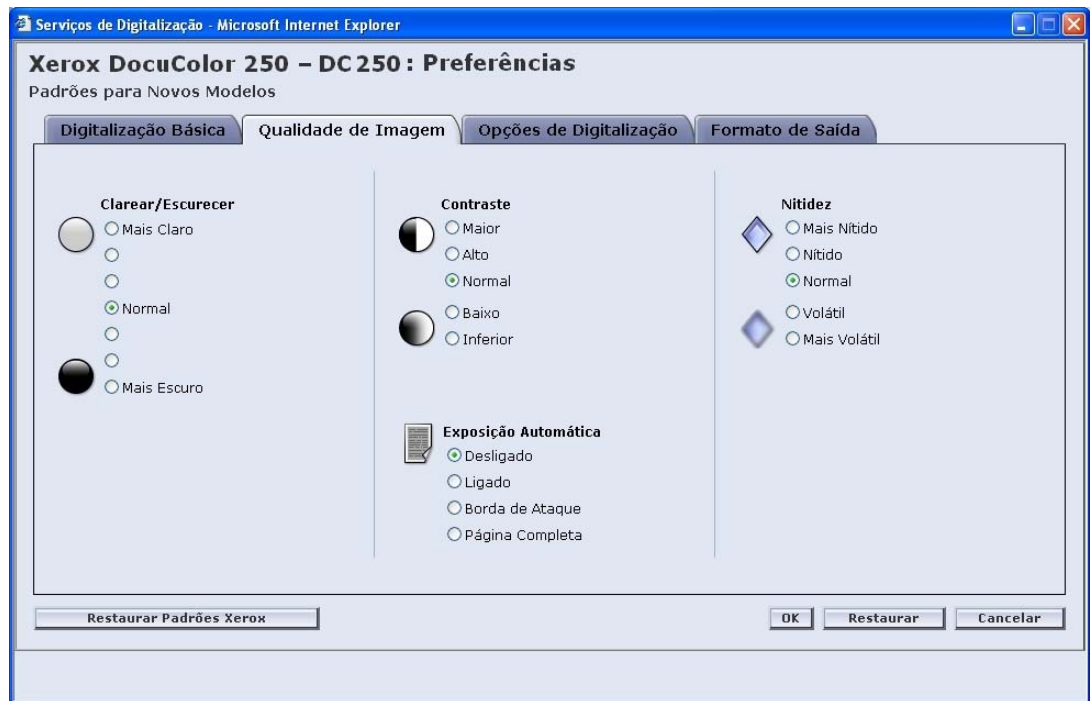 Serviços de Digitalização - Microsoft Internet Explorer
Xerox DocuColor 250 – DC250 : Preferências
Padrões para Novos Modelos
Digitalização Básica
Qualidade de Imagem
Opções de Digitalização
Formato de Saída
Clarear/Escurecer
Mais Claro
Normal
Mais Escuro
Contraste
Maior
Alto
Normal
Baixo
Inferior
Exposição Automática
Desligado
Ligado
Borda de Ataque
Página Completa
Nitidez
Mais Nítido
Nítido
Normal
Volátil
Mais Volátil
Restaurar Padrões Xerox
OK
Restaurar
Cancelar